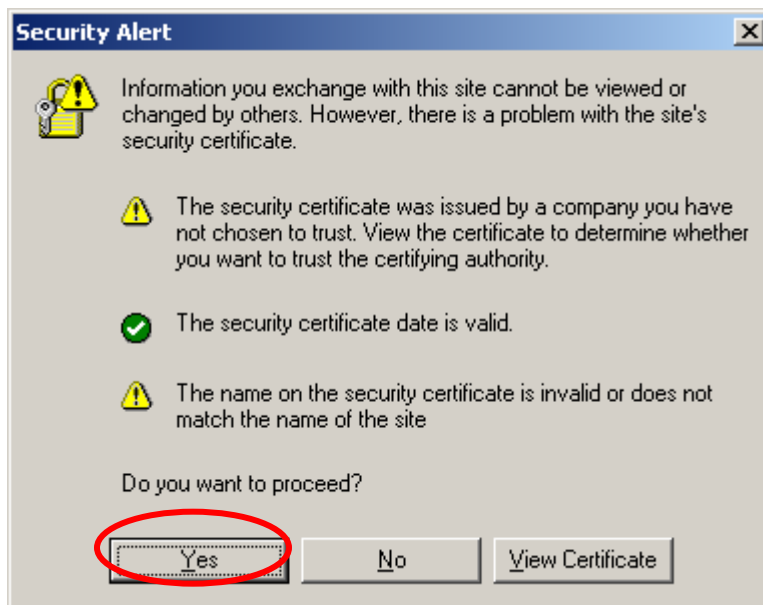 Security Alert
Information you exchange with this site cannot be viewed or
changed by others. However, there is a problem with the site's
security certificate.
The security certificate was issued by a company you have
not chosen to trust. View the certificate to determine whether
you want to trust the certifying authority.
The security certificate date is valid.
The name on the security certificate is invalid or does not
match the name of the site
Do you want to proceed?
Yes No View Certificate